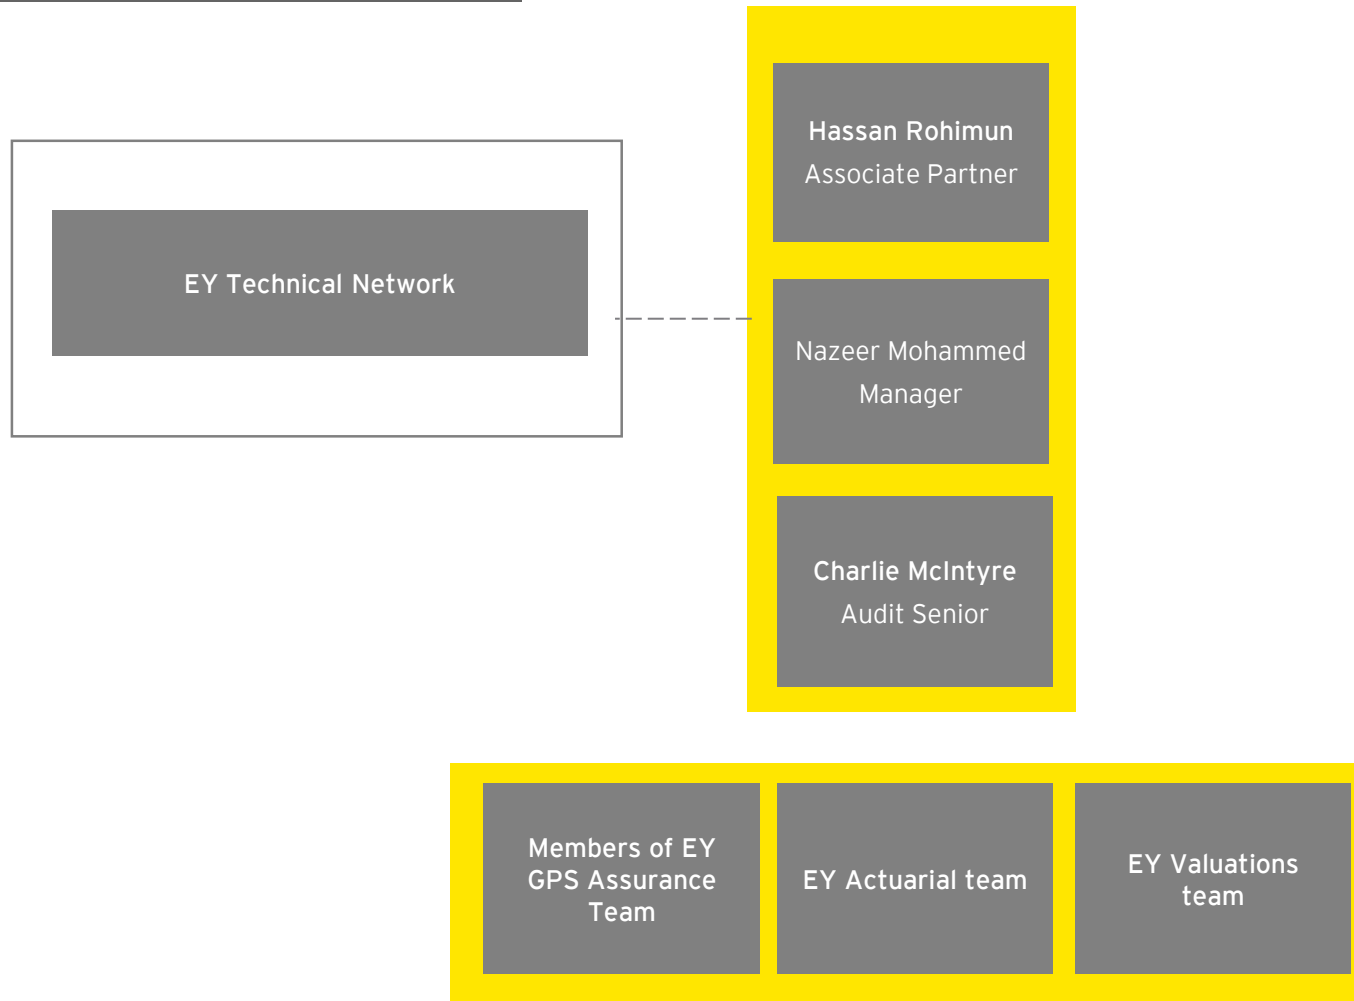 Hassan Rohimun
Associate Partner
EY Technical Network
Nazeer Mohammed
Manager
Charlie McIntyre
Audit Senior
Members of EY
GPS Assurance
Team
EY Actuarial team
EY Valuations
team